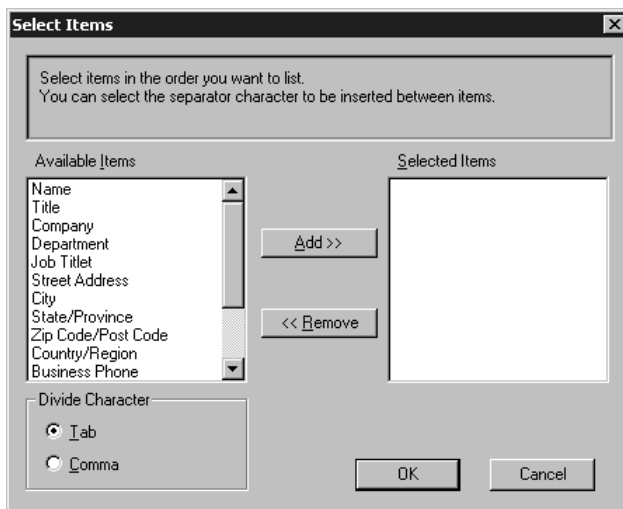 Select Items
Select items in the order you want to list.
You can select the separator character to be inserted between items.
Available Items
Selected Items
Name
Title
Company
Department
Job Titlet
Street Address
City
State/Province
Zip Code/Post Code
Country/Region
Business Phone
Add >>
<< Remove
Divide Character
Tab
Comma
OK
Cancel